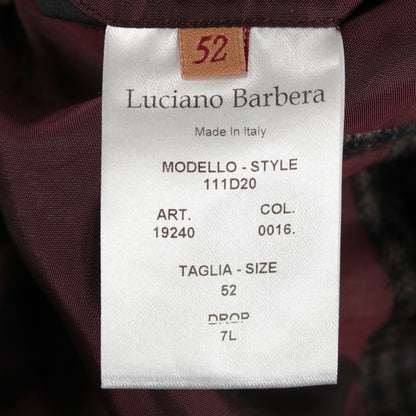 52
Luciano Barbera
Made In Italy
MODELLO - STYLE
111D20
ART. COL.
19240 0016.
TAGLIA - SIZE
52
DROP
7L